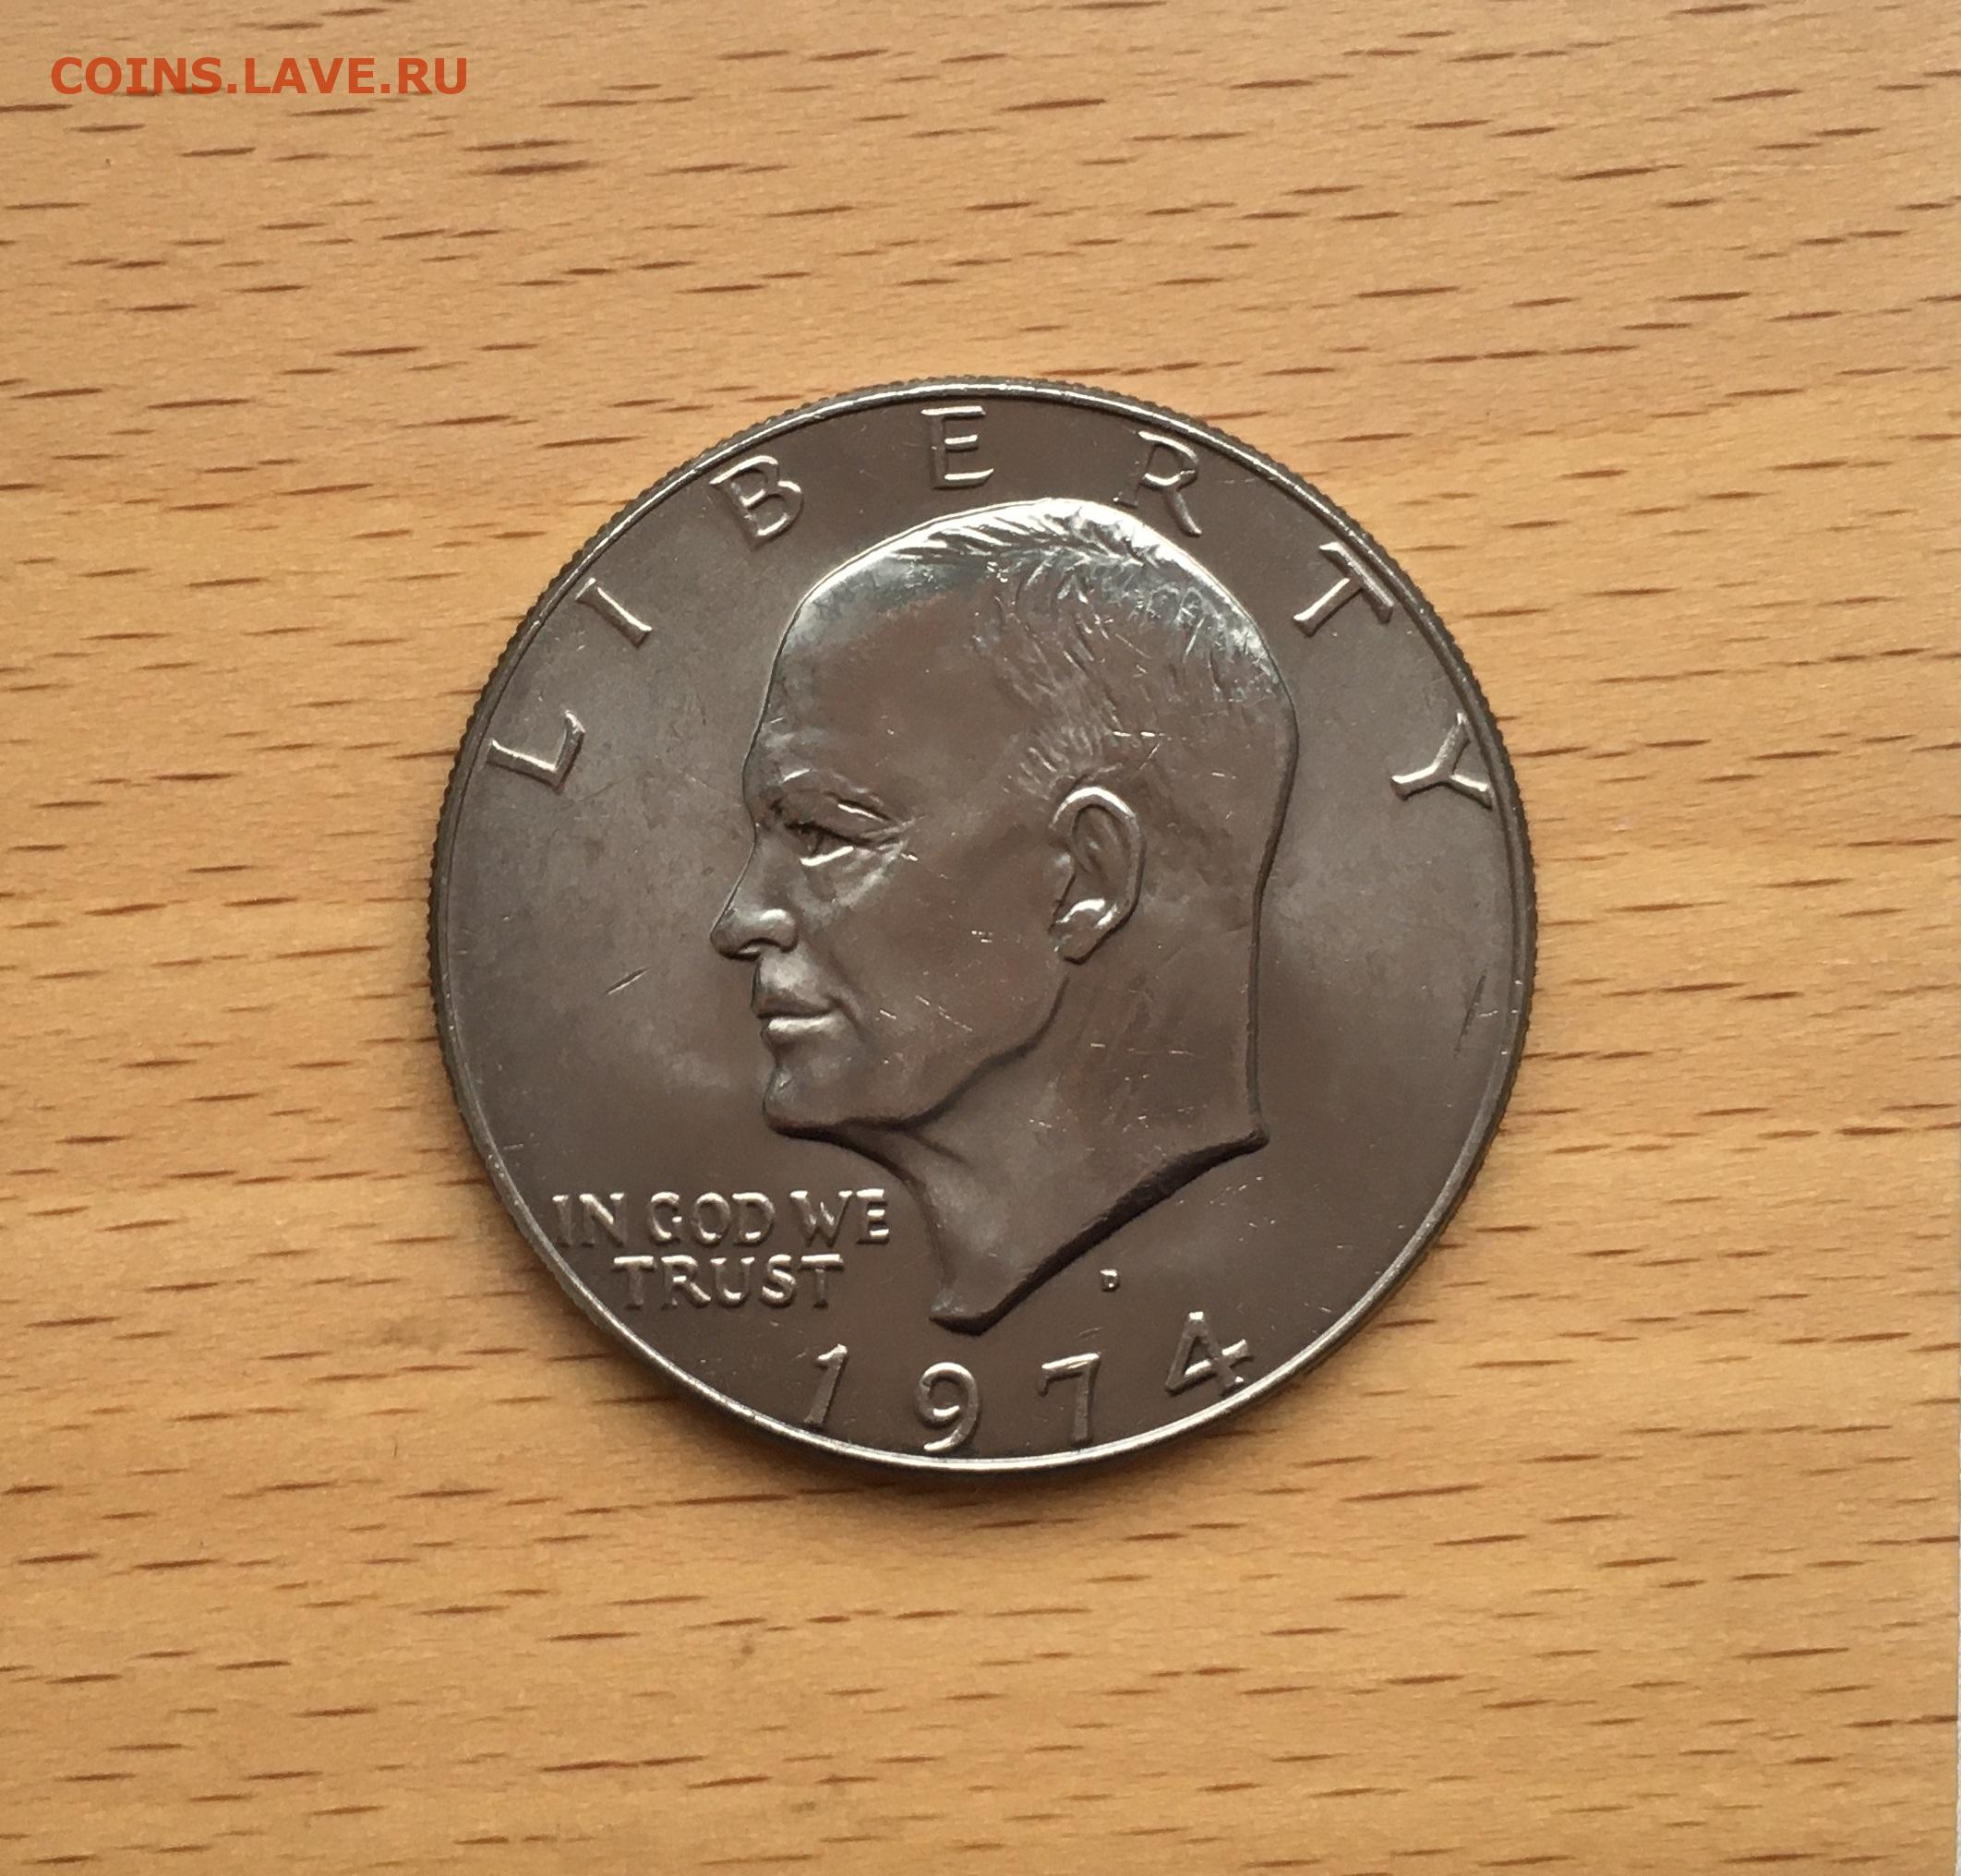 COINS.LAVE.RU
LIBERTY
IN GOD WE
TRUST
D
1974